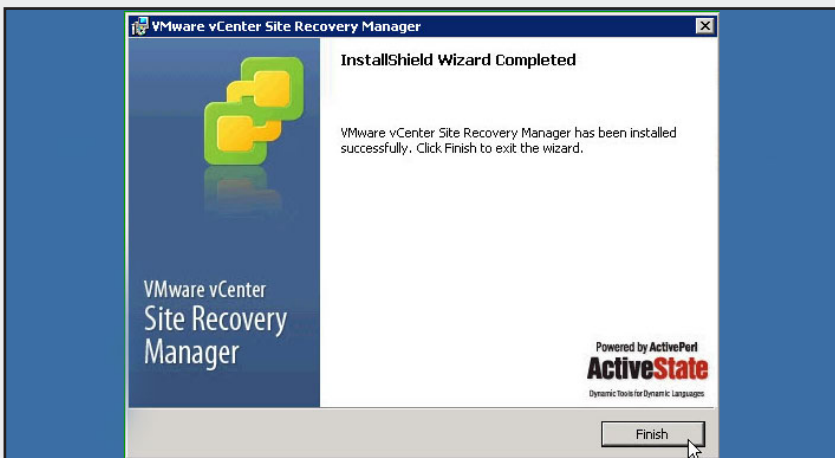 VMware vCenter Site Recovery Manager
InstallShield Wizard Completed
VMware vCenter Site Recovery Manager has been installed
successfully. Click Finish to exit the wizard.
VMware vCenter
Site Recovery
Manager
Powered by ActivePerl
ActiveState
Dynamic Tools for Dynamic Languages
Finish